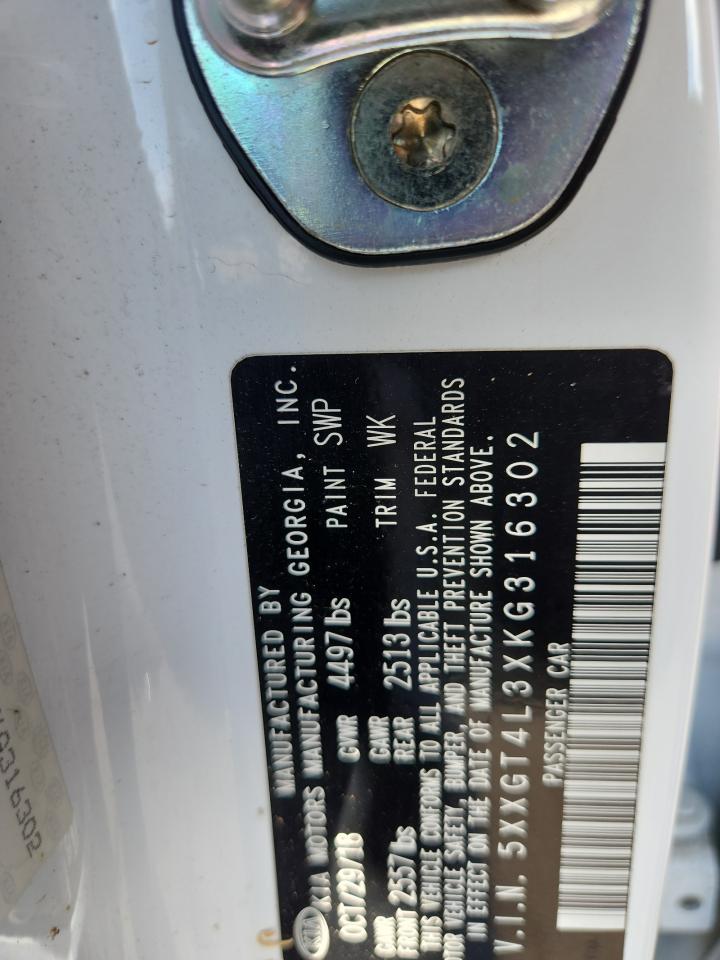 MANUFACTURED BY
KIA KIA MOTORS MANUFACTURING GEORGIA, INC.
OCT/29/18 GVWR 4497lbs PAINT SWP
GAWR FRONT 2557lbs GAWR REAR 2513lbs TRIM WK
THIS VEHICLE CONFORMS TO ALL APPLICABLE U.S.A. FEDERAL
MOTOR VEHICLE SAFETY, BUMPER, AND THEFT PREVENTION STANDARDS
IN EFFECT ON THE DATE OF MANUFACTURE SHOWN ABOVE.
V.I.N. 5XXGT4L3XKG316302
PASSENGER CAR
G316302